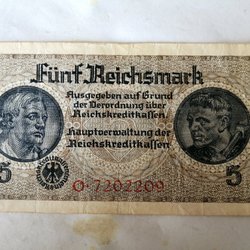 Fünf Reichsmark
Ausgegeben auf Grund
der Verordnung über
Reichskreditkassen
Hauptverwaltung der
Reichskreditkassen
5 5
O·7202209